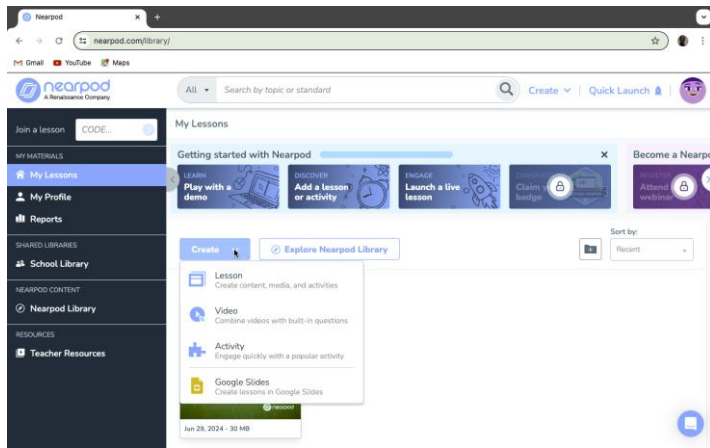 Nearpod
nearpod.com/library/
Gmail
YouTube
Maps
nearpod
A Renaissance Company
All
Search by topic or standard
Create
Quick Launch
Join a lesson
CODE...
My Lessons
MY MATERIALS
My Lessons
My Profile
Reports
SHARED LIBRARIES
School Library
NEARPOD CONTENT
Nearpod Library
RESOURCES
Teacher Resources
Getting started with Nearpod
Become a Nearpo
LEARN
Play with a
demo
DISCOVER
Add a lesson
or activity
ENGAGE
Launch a live
lesson
Claim
badge
Attend
webinar
Sort by:
Create
Explore Nearpod Library
Recent
Lesson
Create content, media, and activities
Video
Combine videos with built-in questions
Activity
Engage quickly with a popular activity
Google Slides
Create lessons in Google Slides
nearpod
Jun 29, 2024 - 30 MB